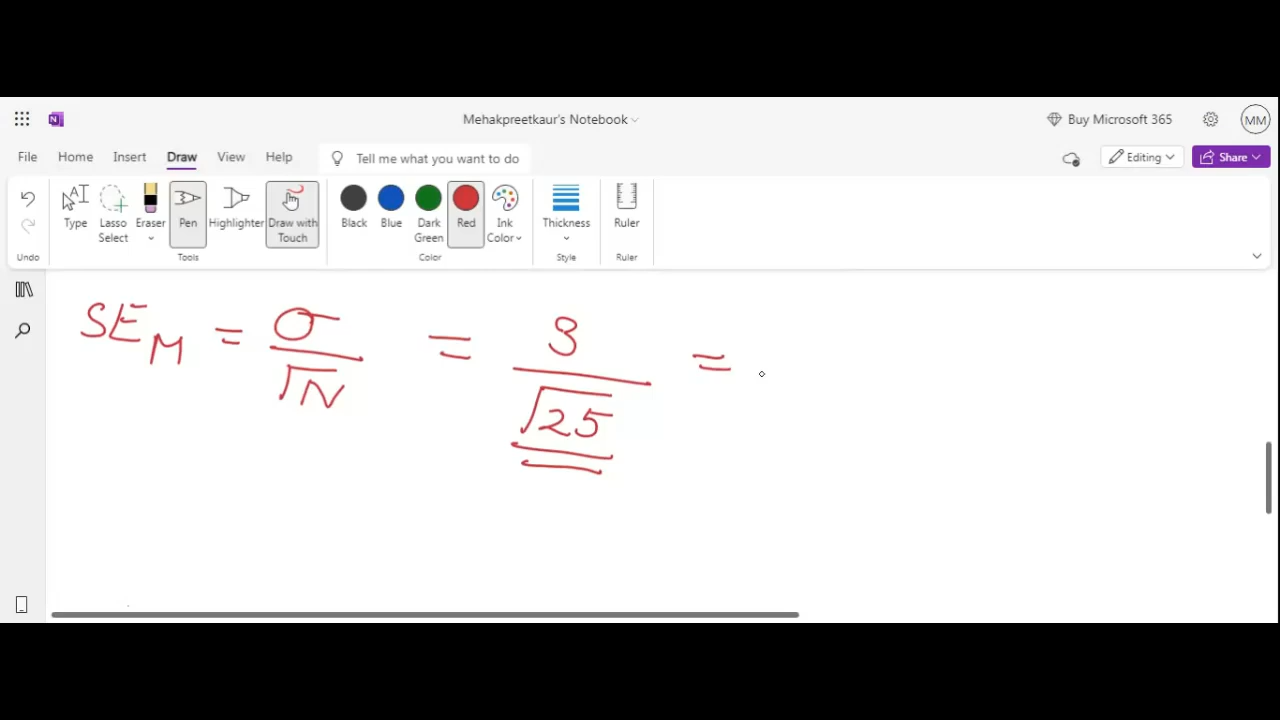 Mehakpreetkaur's Notebook
Buy Microsoft 365
MM
File Home Insert Draw View Help Tell me what you want to do
Editing Share
Type Lasso Select Eraser Pen Highlighter Draw with Touch Black Blue Dark Green Red Ink Color Thickness Ruler
Undo Tools Color Style Ruler
SE_M = σ/√N = 3/√25 =